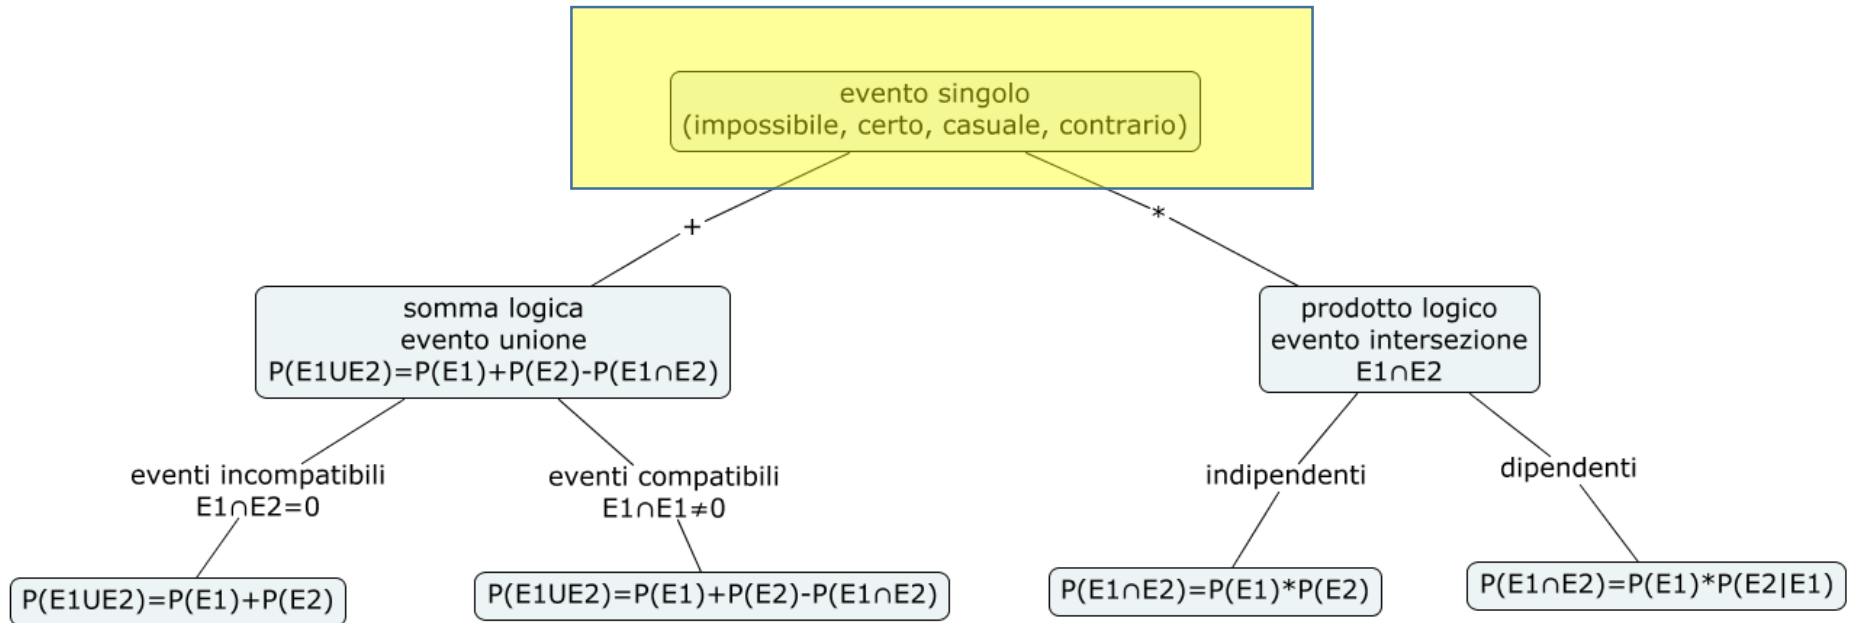 evento singolo
(impossibile, certo, casuale, contrario)
+
*
somma logica
evento unione
P(E1UE2)=P(E1)+P(E2)-P(E1∩E2)
prodotto logico
evento intersezione
E1∩E2
eventi incompatibili
E1∩E2=0
eventi compatibili
E1∩E1≠0
indipendenti
dipendenti
P(E1UE2)=P(E1)+P(E2)
P(E1UE2)=P(E1)+P(E2)-P(E1∩E2)
P(E1∩E2)=P(E1)*P(E2)
P(E1∩E2)=P(E1)*P(E2|E1)